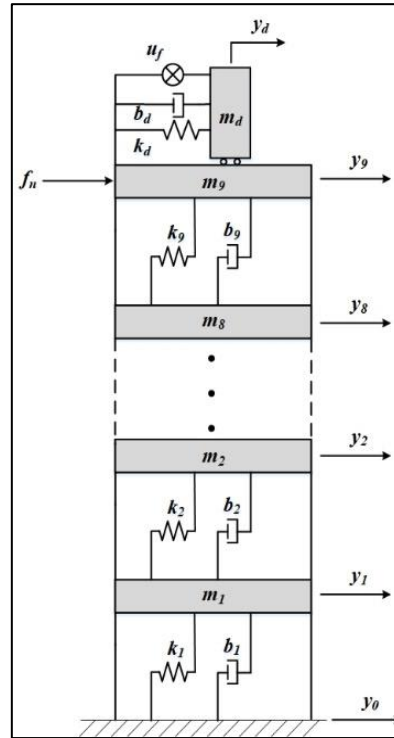 y_d
u_f
b_d
m_d
k_d
f_n
m_9
y_9
k_9
b_9
m_8
y_8
m_2
y_2
k_2
b_2
m_1
y_1
k_1
b_1
y_0